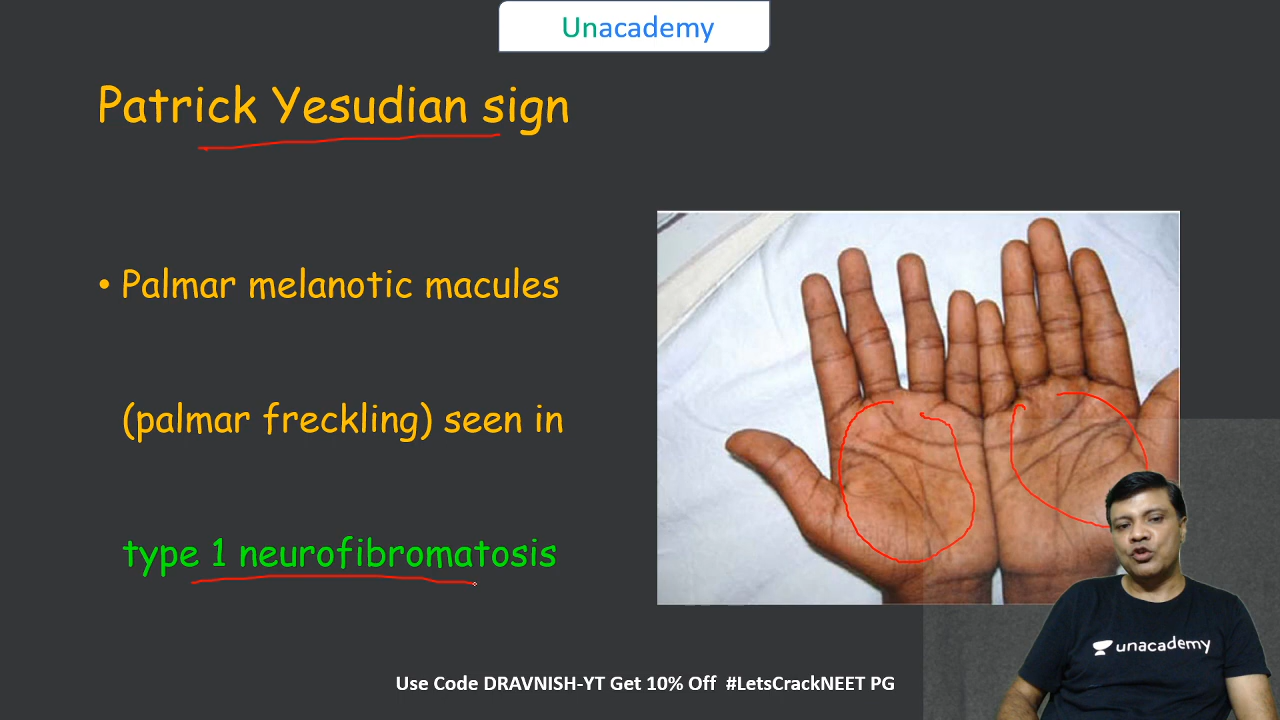 Unacademy
Patrick Yesudian sign
• Palmar melanotic macules
(palmar freckling) seen in
type 1 neurofibromatosis
unacademy
Use Code DRAVNISH-YT Get 10% Off #LetsCrackNEET PG